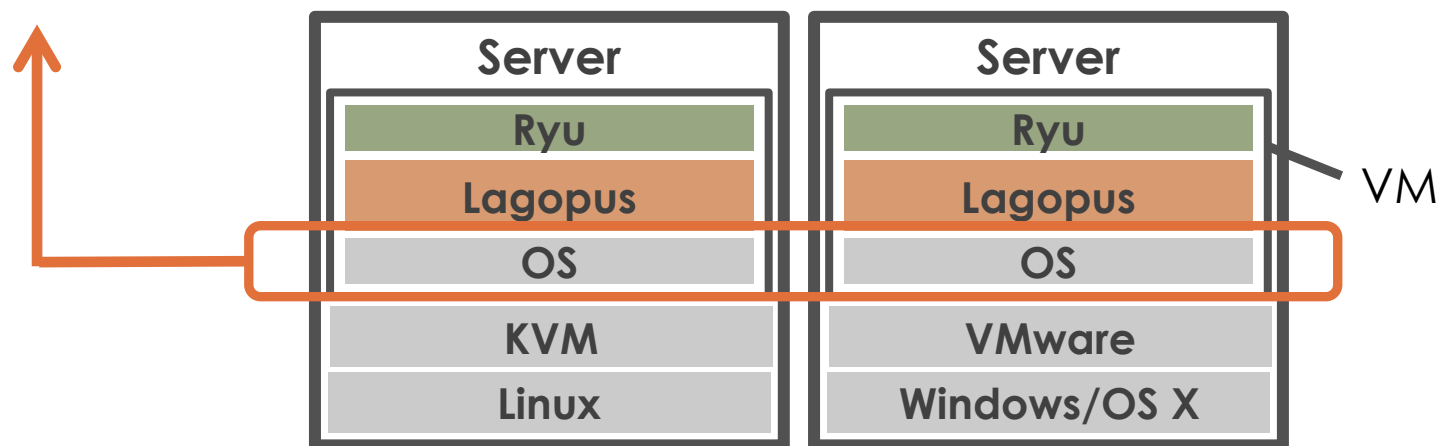 Server
Ryu
Lagopus
OS
KVM
Linux
Server
Ryu
Lagopus
OS
VMware
Windows/OS X
VM